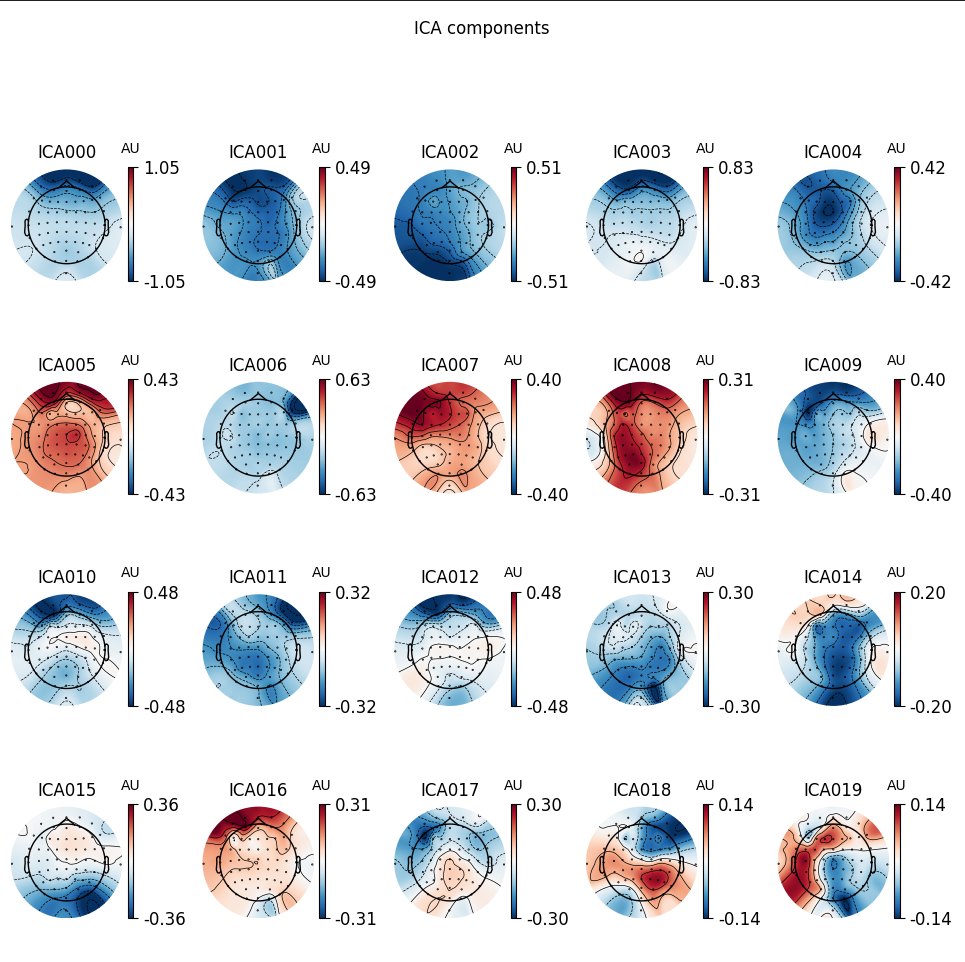 ICA components
ICA000 AU ICA001 AU ICA002 AU ICA003 AU ICA004 AU
1.05 0.49 0.51 0.83 0.42
-1.05 -0.49 -0.51 -0.83 -0.42
ICA005 AU ICA006 AU ICA007 AU ICA008 AU ICA009 AU
0.43 0.63 0.40 0.31 0.40
-0.43 -0.63 -0.40 -0.31 -0.40
ICA010 AU ICA011 AU ICA012 AU ICA013 AU ICA014 AU
0.48 0.32 0.48 0.30 0.20
-0.48 -0.32 -0.48 -0.30 -0.20
ICA015 AU ICA016 AU ICA017 AU ICA018 AU ICA019 AU
0.36 0.31 0.30 0.14 0.14
-0.36 -0.31 -0.30 -0.14 -0.14